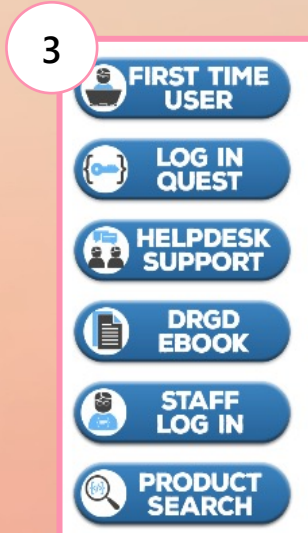 3
FIRST TIME
USER
LOG IN
QUEST
HELPDESK
SUPPORT
DRGD
EBOOK
STAFF
LOG IN
PRODUCT
SEARCH